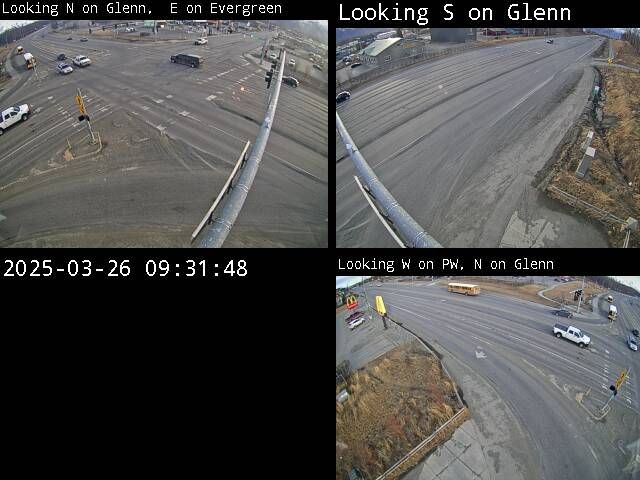 Looking N on Glenn,  E on Evergreen
Looking S on Glenn
2025-03-26 09:31:48
Looking W on PW, N on Glenn